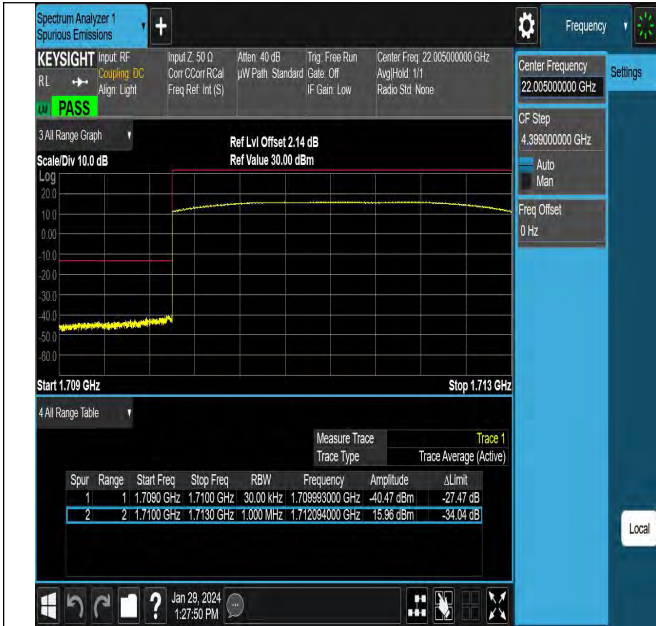 Spectrum Analyzer 1
Spurious Emissions
Frequency
KEYSIGHT Input: RF Input Z: 50 Ω Atten: 40 dB Trig: Free Run Center Freq: 22.005000000 GHz
RL Coupling: DC Corr CCorr RCal µW Path: Standard Gate: Off Avg|Hold: 1/1
Align: Light Freq Ref: Int (S) IF Gain: Low Radio Std: None
PASS
3 All Range Graph
Ref Lvl Offset 2.14 dB
Scale/Div 10.0 dB Ref Value 30.00 dBm
Log
20.0
10.0
0.00
-10.0
-20.0
-30.0
-40.0
-50.0
-60.0
Start 1.709 GHz Stop 1.713 GHz
4 All Range Table
Measure Trace Trace 1
Trace Type Trace Average (Active)
Spur Range Start Freq Stop Freq RBW Frequency Amplitude ΔLimit
1 1 1.7090 GHz 1.7100 GHz 30.00 kHz 1.709993000 GHz -40.47 dBm -27.47 dB
2 2 1.7100 GHz 1.7130 GHz 1.000 MHz 1.712094000 GHz 15.96 dBm -34.04 dB
Jan 29, 2024
1:27:50 PM
Center Frequency
22.005000000 GHz
Settings
CF Step
4.399000000 GHz
Auto
Man
Freq Offset
0 Hz
Local